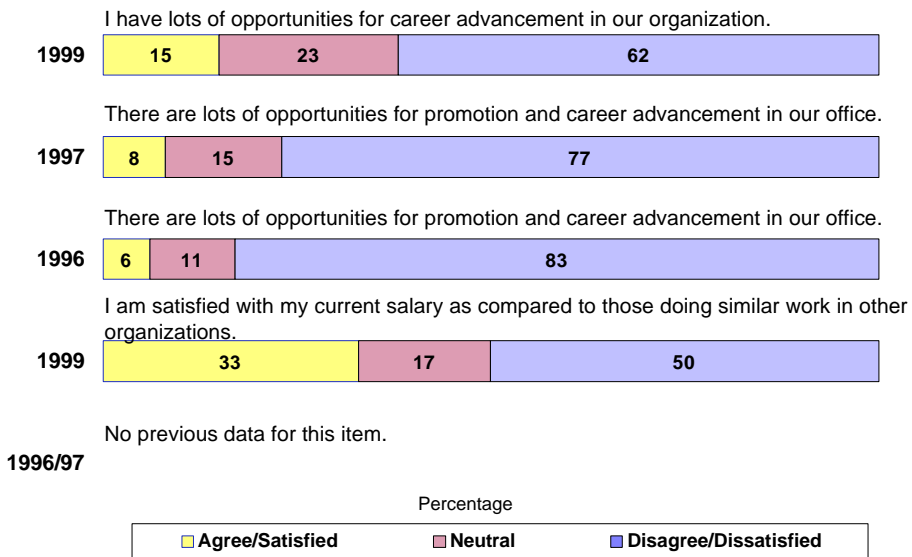 I have lots of opportunities for career advancement in our organization.
1999 15 23 62
There are lots of opportunities for promotion and career advancement in our office.
1997 8 15 77
There are lots of opportunities for promotion and career advancement in our office.
1996 6 11 83
I am satisfied with my current salary as compared to those doing similar work in other
organizations.
1999 33 17 50
No previous data for this item.
1996/97
Percentage
Agree/Satisfied Neutral Disagree/Dissatisfied